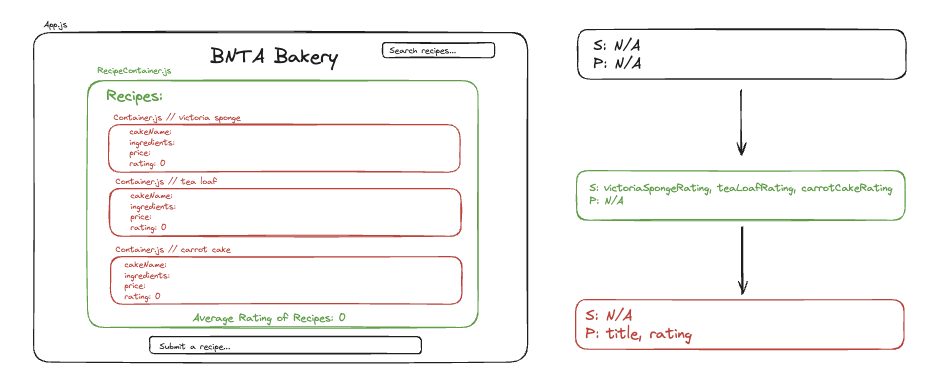 App.js
BNTA Bakery
Search recipes...
RecipeContainer.js
Recipes:
Container.js // victoria sponge
cakeName:
ingredients:
price:
rating: 0
Container.js // tea loaf
cakeName:
ingredients:
price:
rating: 0
Container.js // carrot cake
cakeName:
ingredients:
price:
rating: 0
Average Rating of Recipes: 0
Submit a recipe...
S: N/A
P: N/A
S: victoriaSpongeRating, teaLoafRating, carrotCakeRating
P: N/A
S: N/A
P: title, rating